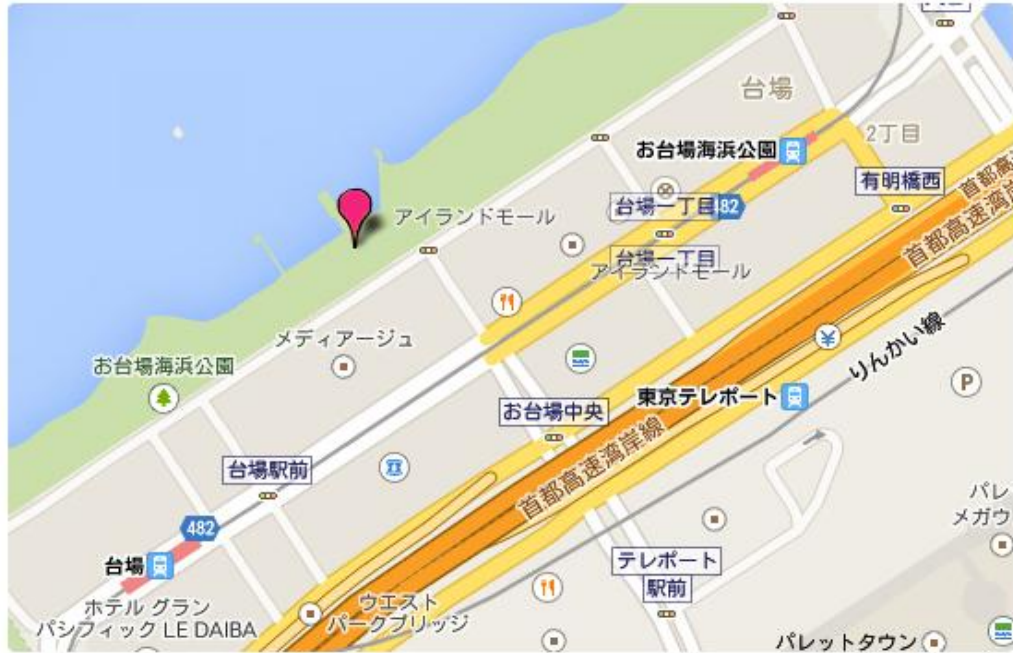 台場
お台場海浜公園
2丁目
有明橋西
首都高速湾岸
首都高速湾岸
アイランドモール
台場一丁目
482
台場一丁目
アイランドモール
メディアージュ
お台場海浜公園
¥
りんかい線
東京テレポート
P
お台場中央
首都高速湾岸線
台場駅前
482
パレ
メガウ
台場
テレポート
駅前
ホテル グラン
パシフィック LE DAIBA
ウエスト
パークブリッジ
パレットタウン